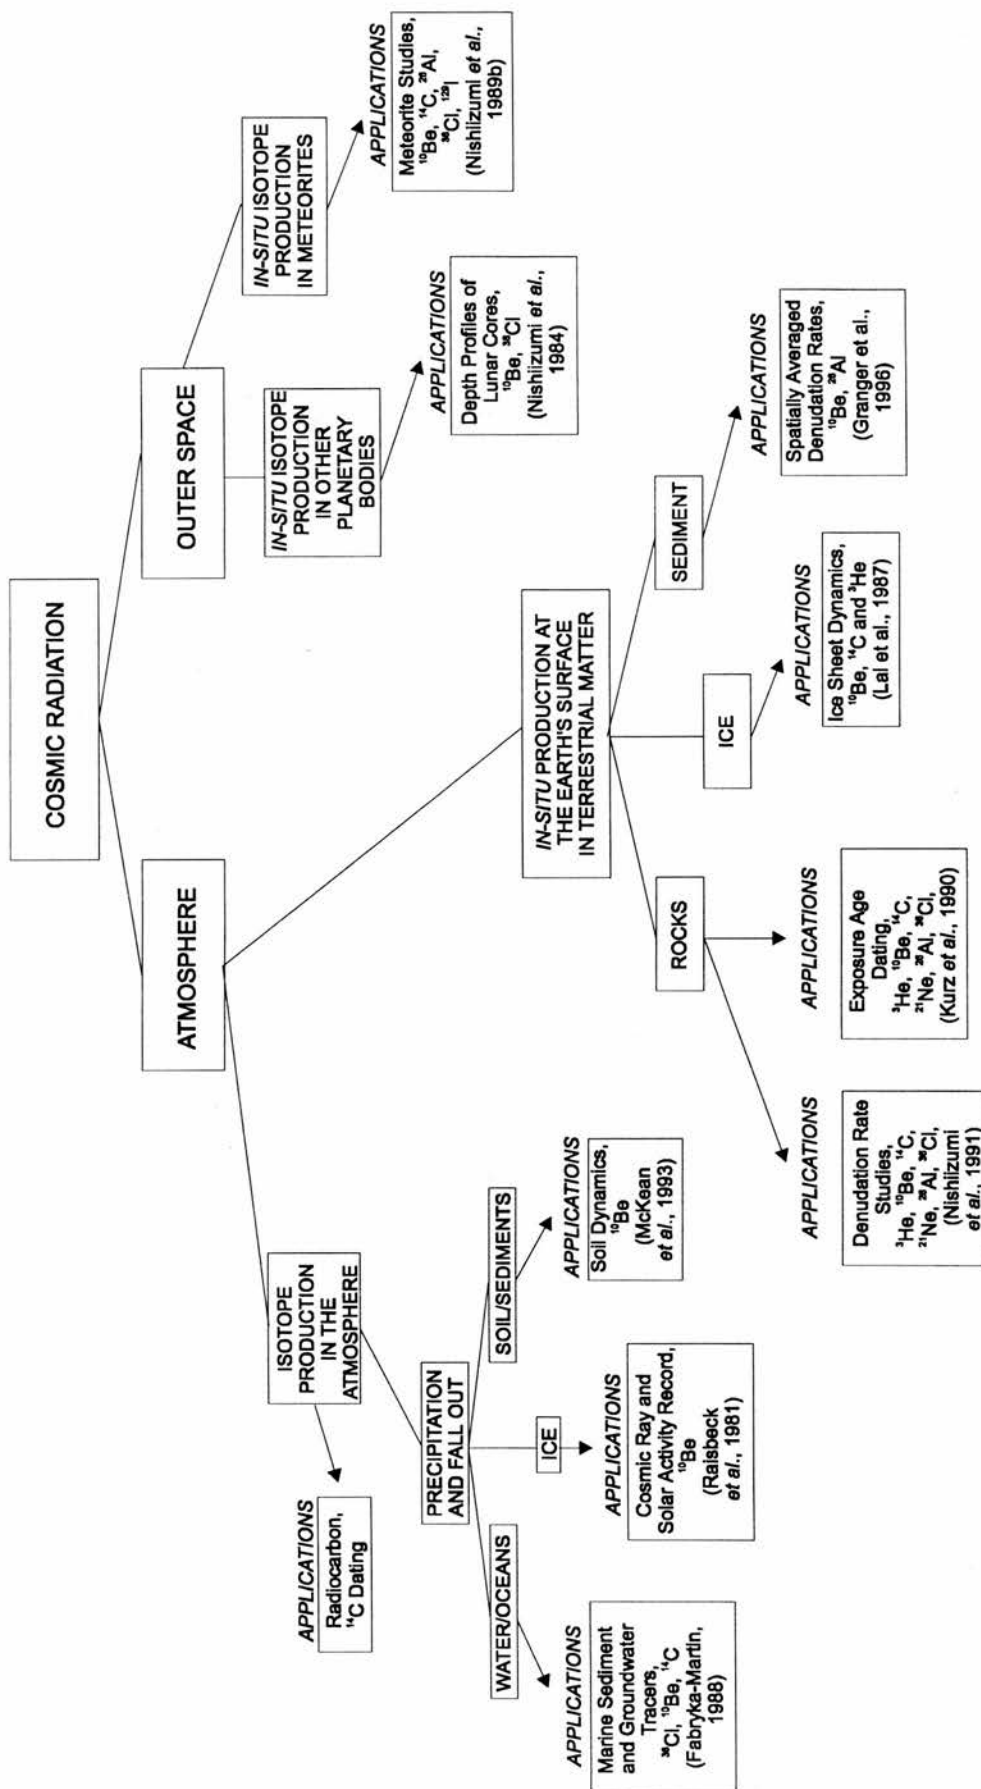 COSMIC RADIATION
ATMOSPHERE
OUTER SPACE
ISOTOPE
PRODUCTION
IN THE
ATMOSPHERE
IN-SITU ISOTOPE
PRODUCTION
IN OTHER
PLANETARY
BODIES
IN-SITU ISOTOPE
PRODUCTION
IN METEORITES
APPLICATIONS
Radiocarbon,
¹⁴C Dating
APPLICATIONS
Depth Profiles of
Lunar Cores,
¹⁰Be, ³⁶Cl
(Nishiizumi et al.,
1984)
APPLICATIONS
Meteorite Studies,
¹⁰Be, ¹⁴C, ²⁶Al,
³⁶Cl, ¹²⁹I
(Nishiizumi et al.,
1989b)
PRECIPITATION
AND FALL OUT
IN-SITU PRODUCTION AT
THE EARTH'S SURFACE
IN TERRESTRIAL MATTER
WATER/OCEANS
ICE
SOIL/SEDIMENTS
ROCKS
ICE
SEDIMENT
APPLICATIONS
Marine Sediment
and Groundwater
Tracers,
³⁶Cl, ¹⁰Be, ¹⁴C
(Fabryka-Martin,
1988)
APPLICATIONS
Cosmic Ray and
Solar Activity Record,
¹⁰Be
(Raisbeck
et al., 1981)
APPLICATIONS
Soil Dynamics,
¹⁰Be
(McKean
et al., 1993)
APPLICATIONS
Denudation Rate
Studies,
³He, ¹⁰Be, ¹⁴C,
²¹Ne, ²⁶Al, ³⁶Cl,
(Nishiizumi
et al., 1991)
APPLICATIONS
Exposure Age
Dating,
³He, ¹⁰Be, ¹⁴C,
²¹Ne, ²⁶Al, ³⁶Cl,
(Kurz et al., 1990)
APPLICATIONS
Ice Sheet Dynamics,
¹⁰Be, ¹⁴C and ³He
(Lal et al., 1987)
APPLICATIONS
Spatially Averaged
Denudation Rates,
¹⁰Be, ²⁶Al
(Granger et al.,
1996)